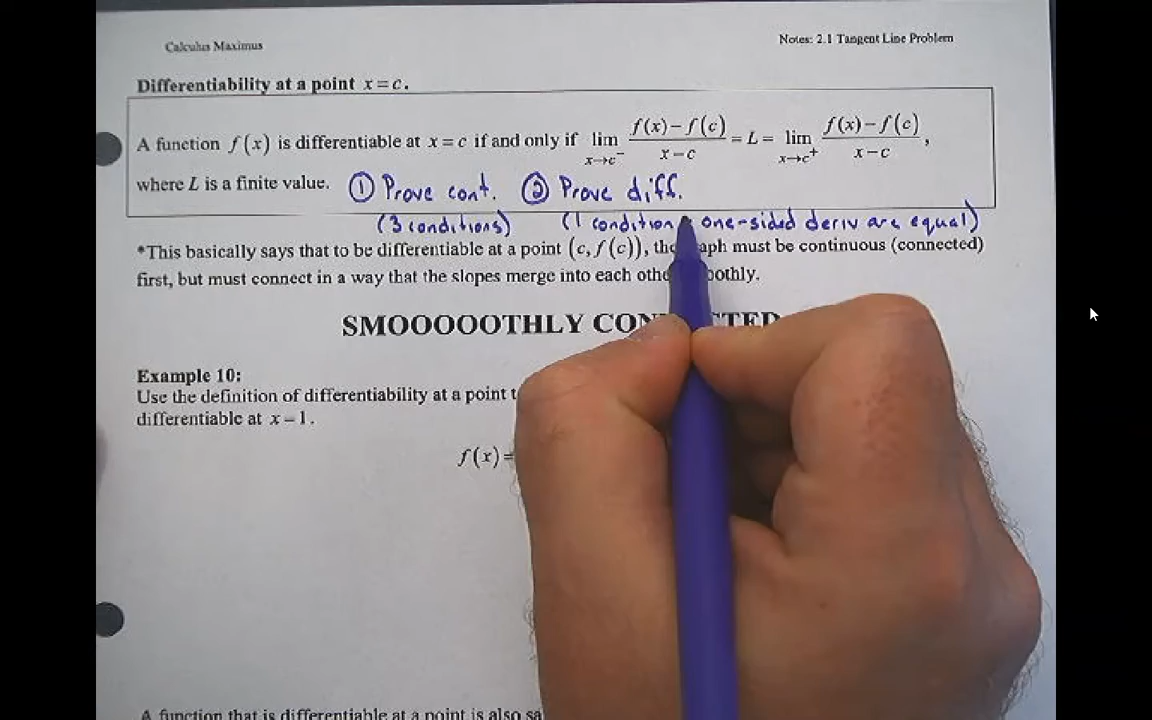 Calculus Maximus
Notes: 2.1 Tangent Line Problem
Differentiability at a point x = c.
A function f(x) is differentiable at x = c if and only if lim x→c⁻ f(x) – f(c) / x – c = L = lim x→c⁺ f(x) – f(c) / x – c ,
where L is a finite value. ① Prove cont. ② Prove diff.
(3 conditions) (1 condition one-sided deriv are equal)
*This basically says that to be differentiable at a point (c, f(c)), the graph must be continuous (connected)
first, but must connect in a way that the slopes merge into each other smoothly.
SMOOOOOTHLY CONNECTED
Example 10:
Use the definition of differentiability at a point
differentiable at x = 1.
f(x) =
A function that is differentiable at a point is also